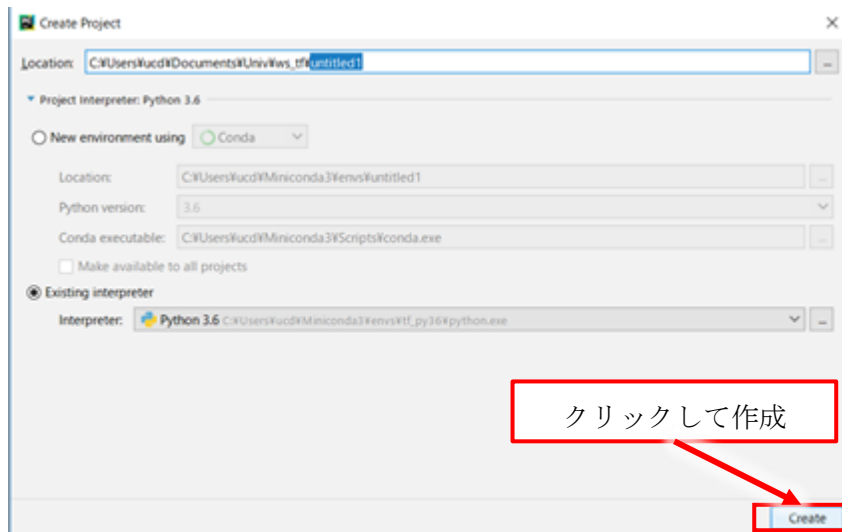 Create Project
Location: C:¥Users¥ucd¥Documents¥Univ¥ws_tf¥untitled1
...
Project Interpreter: Python 3.6
New environment using Conda
Location: C:¥Users¥ucd¥Miniconda3¥envs¥untitled1
...
Python version: 3.6
Conda executable: C:¥Users¥ucd¥Miniconda3¥Scripts¥conda.exe
...
Make available to all projects
Existing interpreter
Interpreter: Python 3.6 C:¥Users¥ucd¥Miniconda3¥envs¥tf_py36¥python.exe
...
クリックして作成
Create